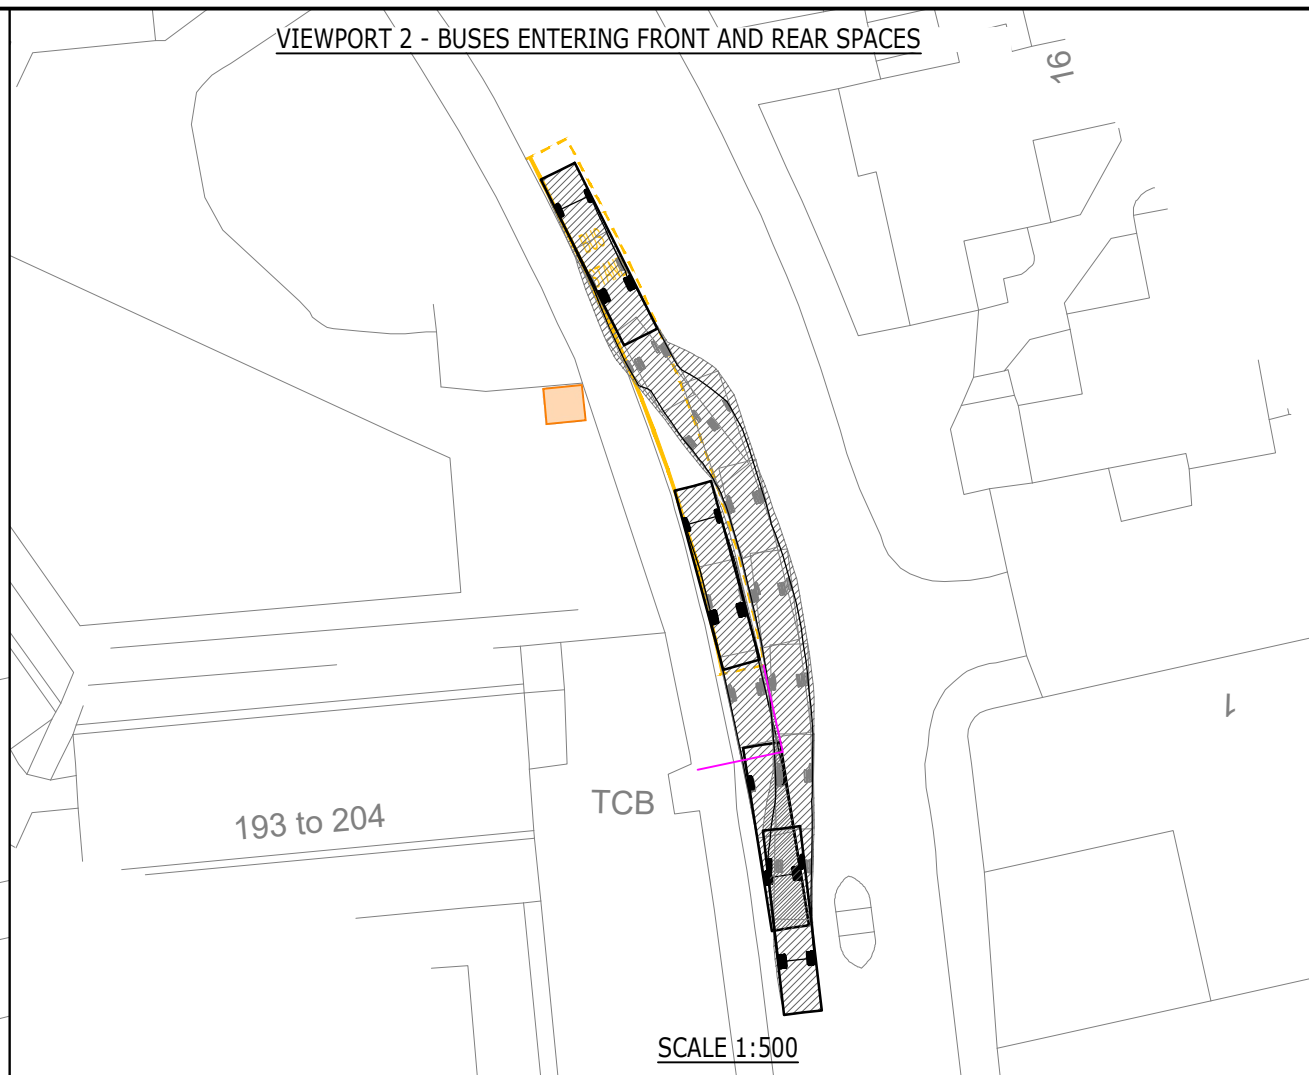 VIEWPORT 2 - BUSES ENTERING FRONT AND REAR SPACES
16
1
TCB
193 to 204
SCALE 1:500